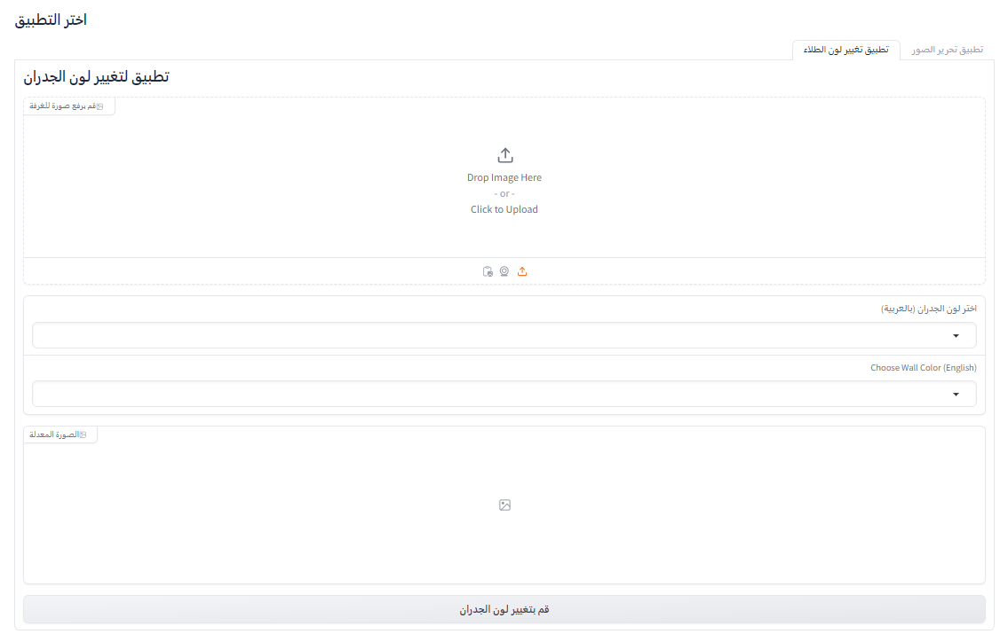 اختر التطبيق
تطبيق تحرير الصور
تطبيق تغيير لون الطلاء
تطبيق لتغيير لون الجدران
قم برفع صورة للغرفة
Drop Image Here
- or -
Click to Upload
اختر لون الجدران (بالعربية)
Choose Wall Color (English)
الصورة المعدلة
قم بتغيير لون الجدران